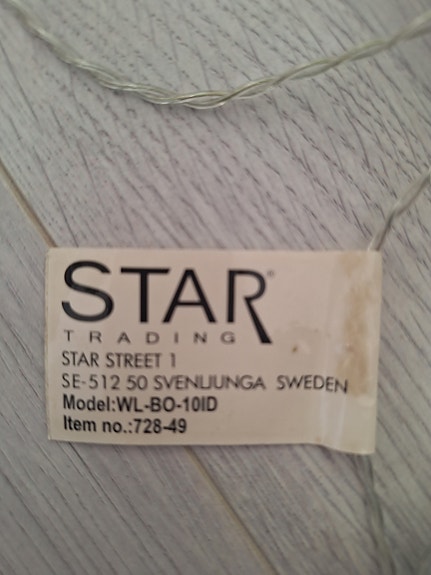 STAR®
TRADING
STAR STREET 1
SE-512 50 SVENLJUNGA SWEDEN
Model:WL-BO-10ID
Item no.:728-49